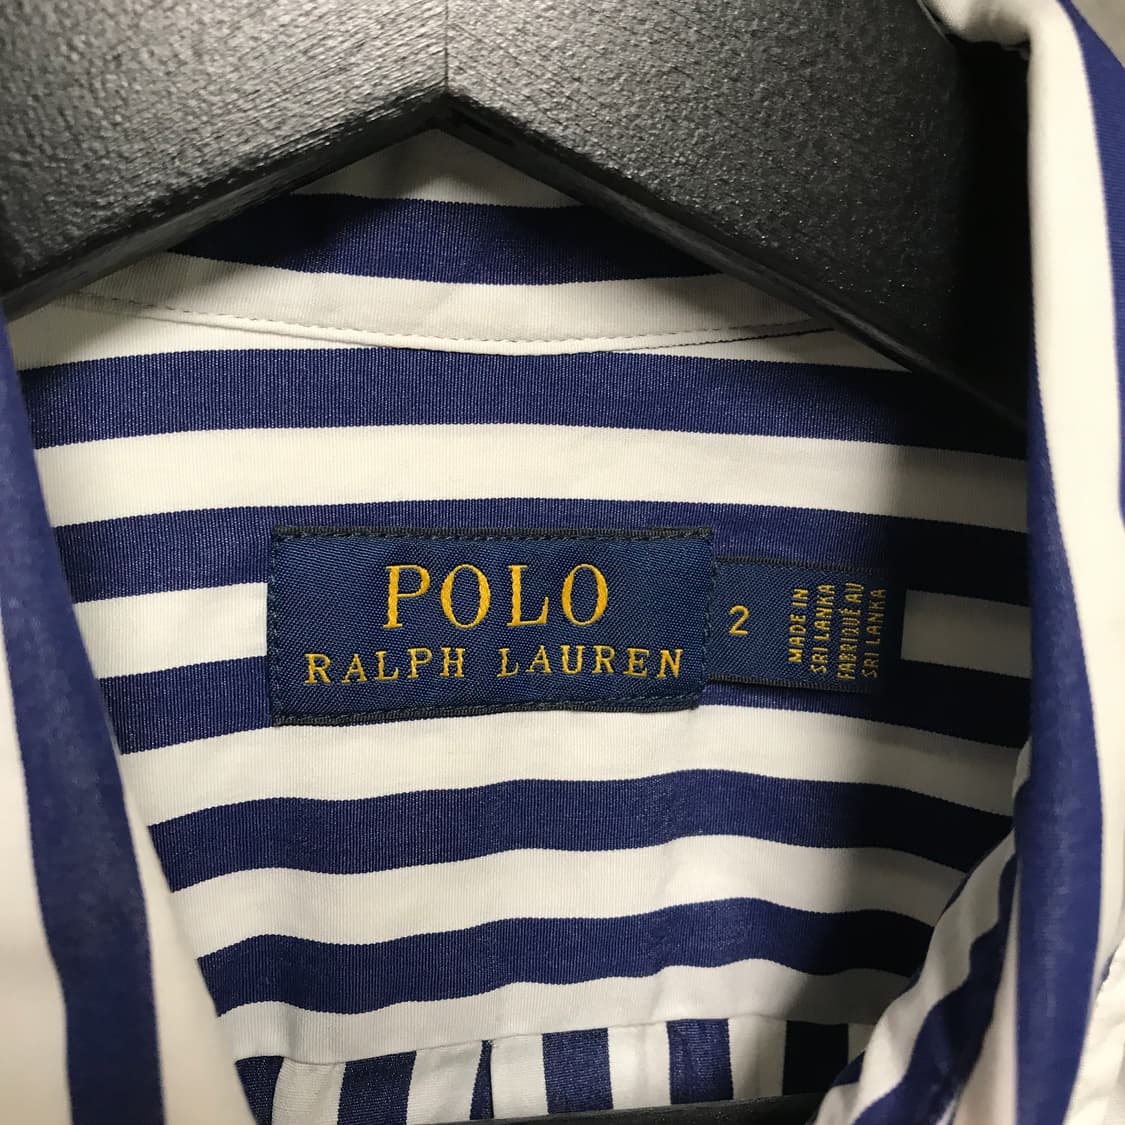 POLO
RALPH LAUREN
2
MADE IN
SRI LANKA
FABRIQUÉ AU
SRI LANKA